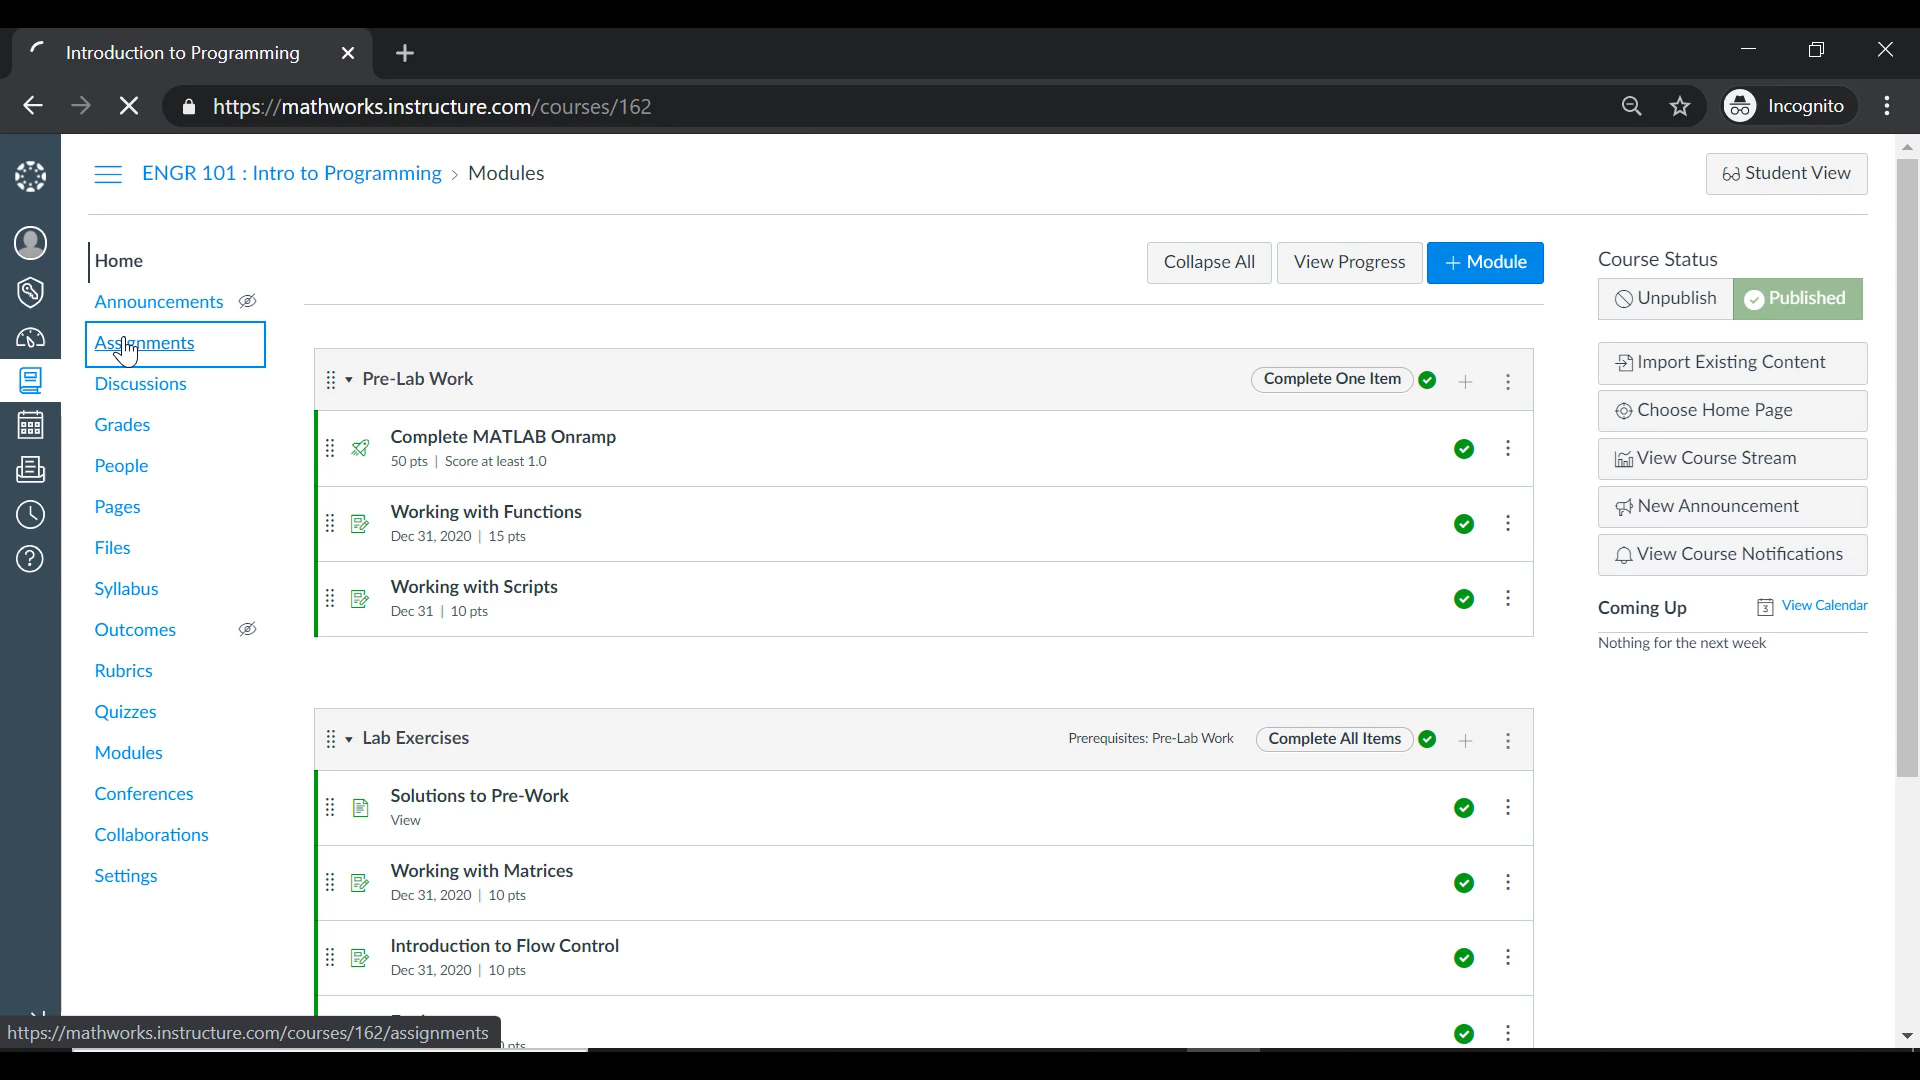 Introduction to Programming
https://mathworks.instructure.com/courses/162
Incognito
ENGR 101 : Intro to Programming › Modules
Student View
Home
Announcements
Assignments
Discussions
Grades
People
Pages
Files
Syllabus
Outcomes
Rubrics
Quizzes
Modules
Conferences
Collaborations
Settings
Collapse All
View Progress
+ Module
Pre-Lab Work
Complete One Item
Complete MATLAB Onramp
50 pts | Score at least 1.0
Working with Functions
Dec 31, 2020 | 15 pts
Working with Scripts
Dec 31 | 10 pts
Lab Exercises
Prerequisites: Pre-Lab Work
Complete All Items
Solutions to Pre-Work
View
Working with Matrices
Dec 31, 2020 | 10 pts
Introduction to Flow Control
Dec 31, 2020 | 10 pts
Course Status
Unpublish
Published
Import Existing Content
Choose Home Page
View Course Stream
New Announcement
View Course Notifications
Coming Up
3
View Calendar
Nothing for the next week
https://mathworks.instructure.com/courses/162/assignments